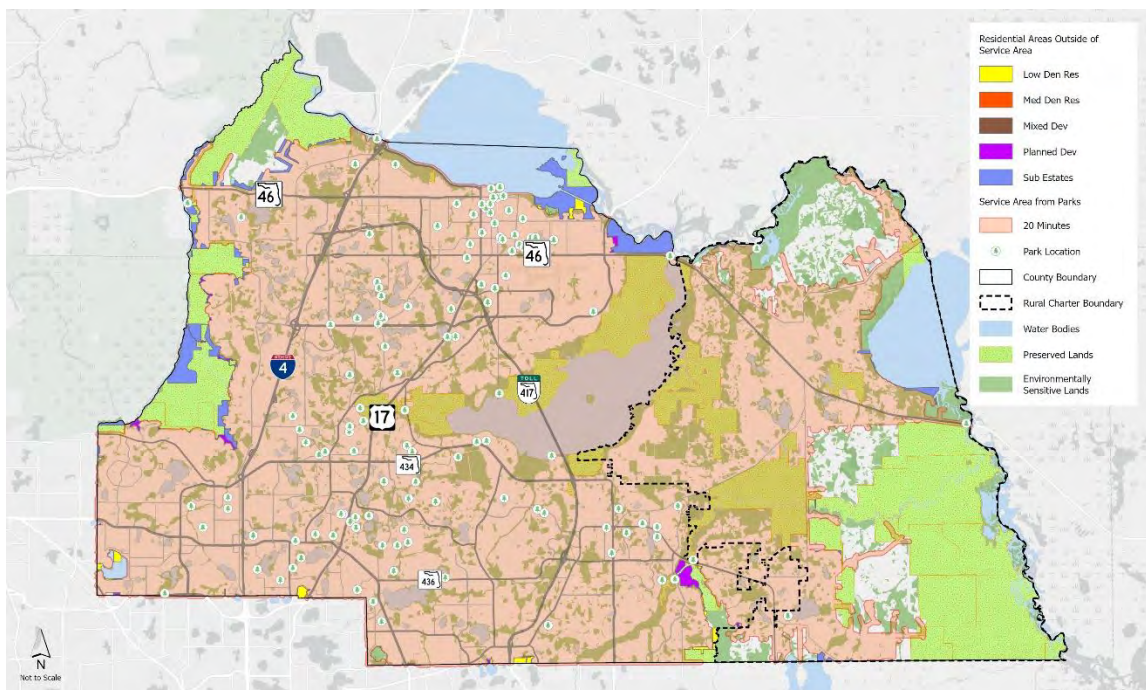 Residential Areas Outside of
Service Area
Low Den Res
Med Den Res
Mixed Dev
Planned Dev
Sub Estates
Service Area from Parks
20 Minutes
Park Location
County Boundary
Rural Charter Boundary
Water Bodies
Preserved Lands
Environmentally
Sensitive Lands
46
46
INTERSTATE
4
TOLL
417
17
434
436
N
Not to Scale